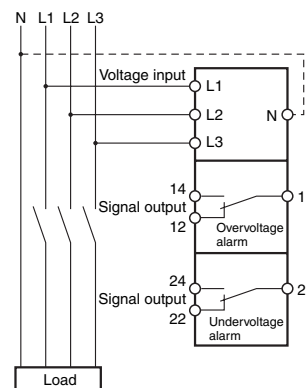 N L1 L2 L3
Voltage input
L1
L2
N
L3
14
1
Signal output
12
Overvoltage
alarm
24
2
Signal output
22
Undervoltage
alarm
Load